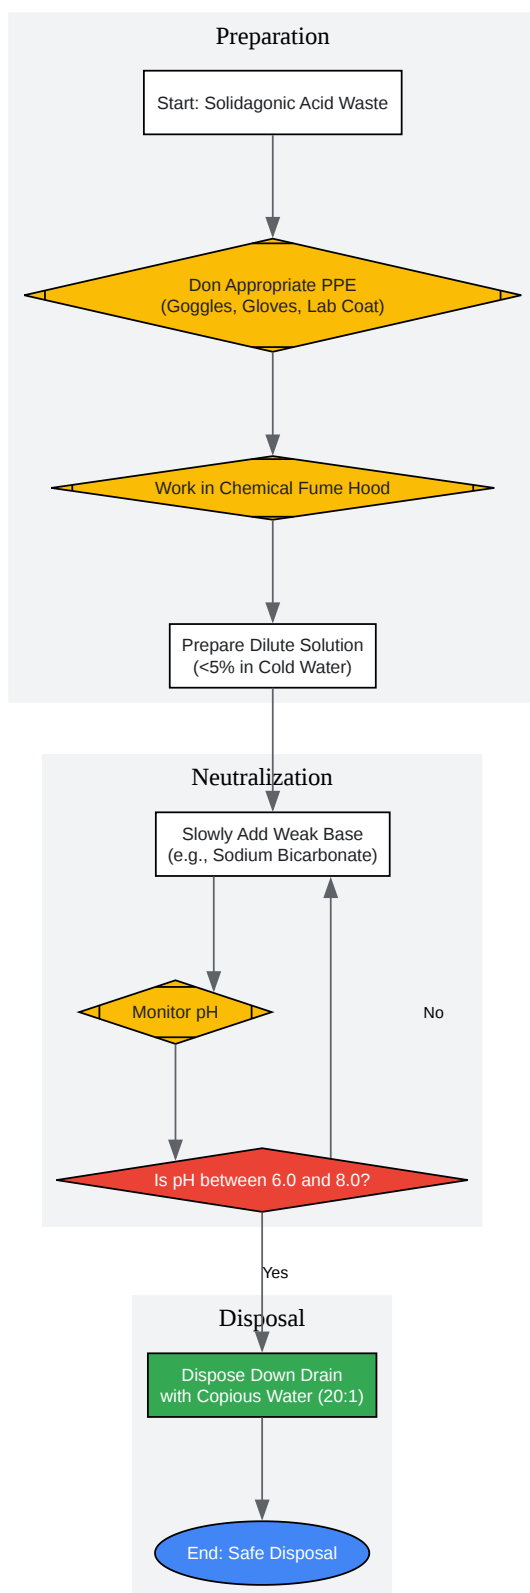 Preparation
Start: Solidagonic Acid Waste
Don Appropriate PPE
(Goggles, Gloves, Lab Coat)
Work in Chemical Fume Hood
Prepare Dilute Solution
(<5% in Cold Water)
Neutralization
Slowly Add Weak Base
(e.g., Sodium Bicarbonate)
Monitor pH
No
Is pH between 6.0 and 8.0?
Yes
Disposal
Dispose Down Drain
with Copious Water (20:1)
End: Safe Disposal